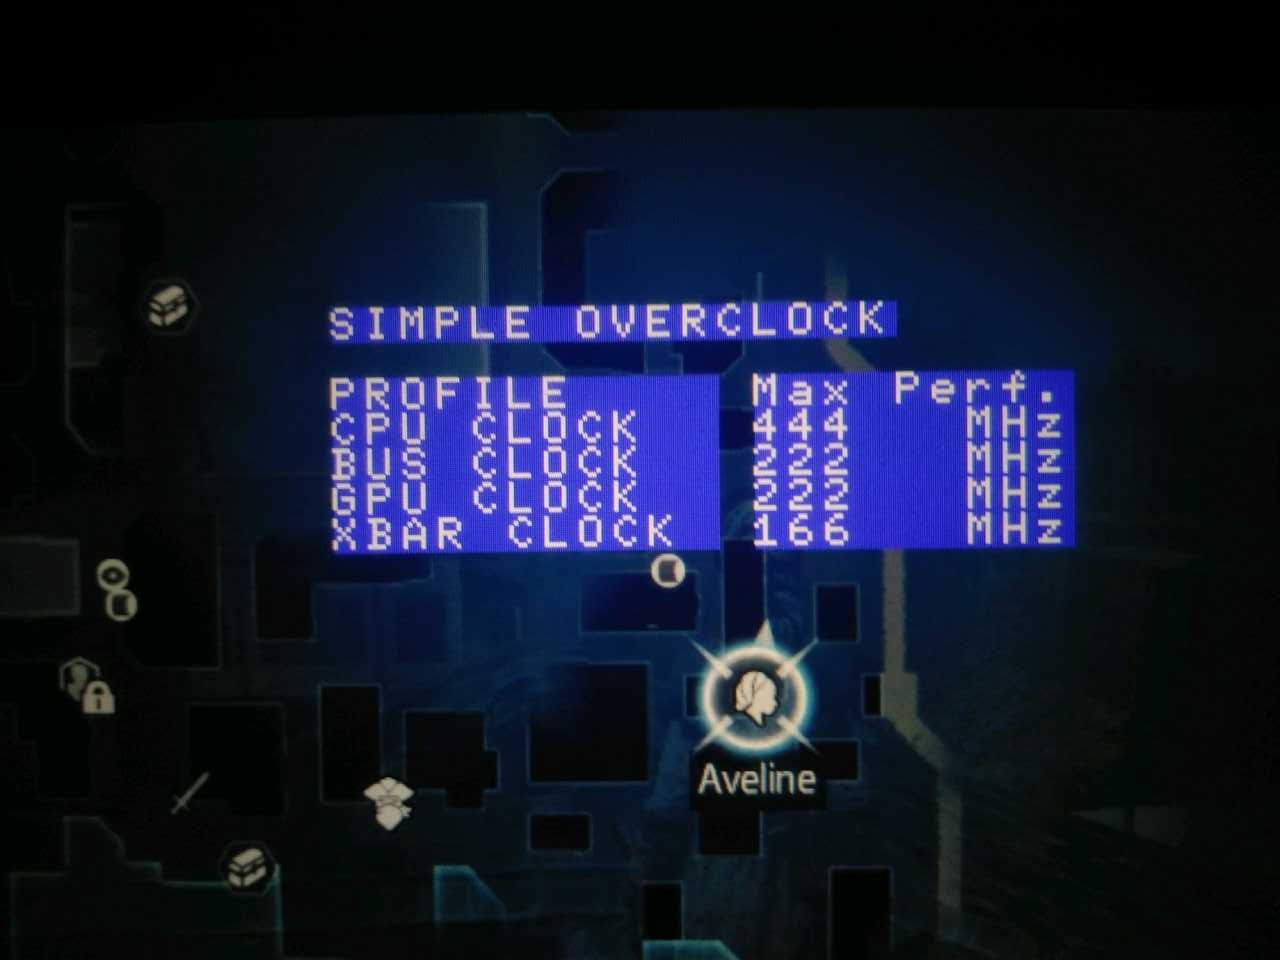 SIMPLE OVERCLOCK
PROFILE Max Perf.
CPU CLOCK 444 MHz
BUS CLOCK 222 MHz
GPU CLOCK 222 MHz
XBAR CLOCK 166 MHz
Aveline